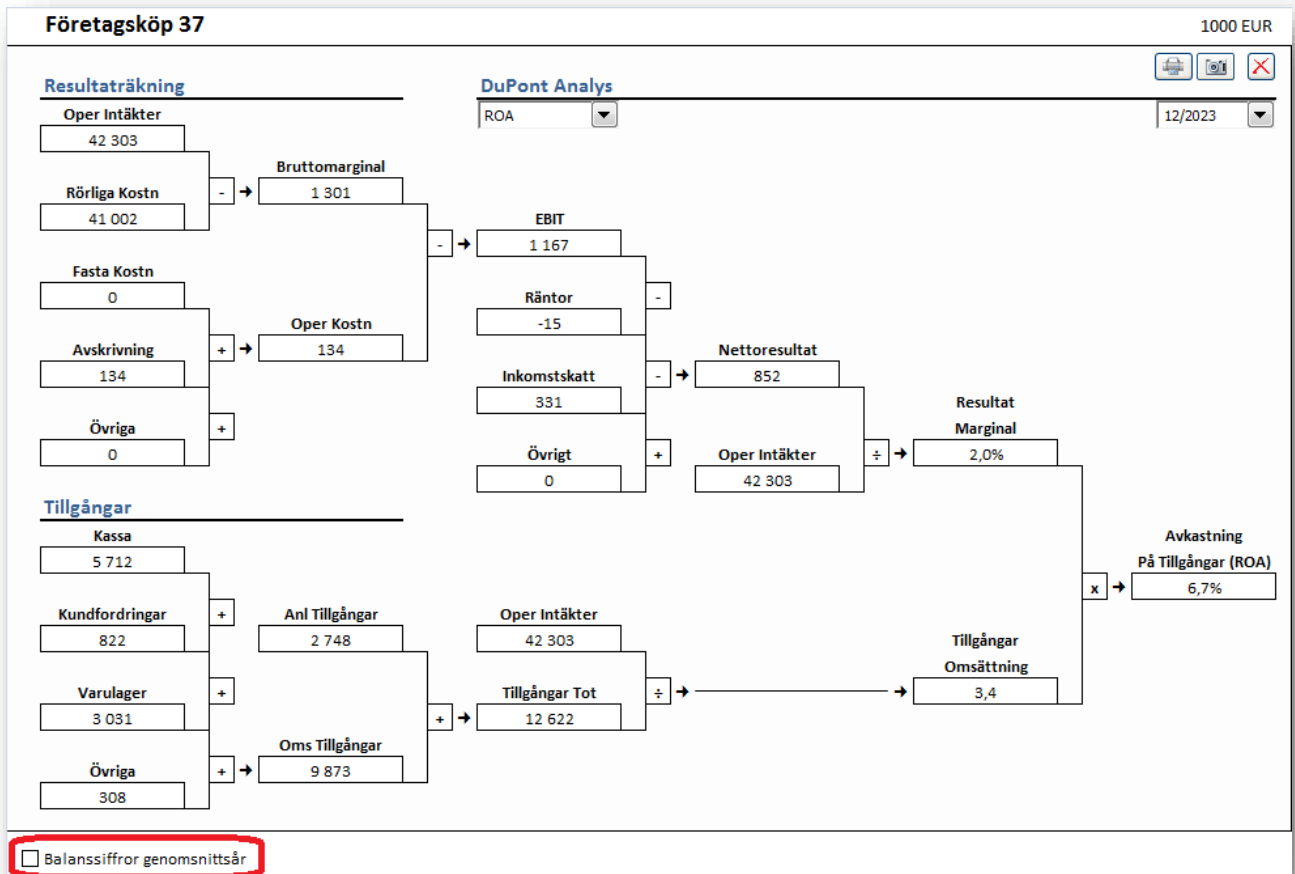 Företagsköp 37
1000 EUR
Resultaträkning
DuPont Analys
ROA
12/2023
Oper Intäkter
42 303
Rörliga Kostn
41 002
-
Bruttomarginal
1 301
Fasta Kostn
0
Avskrivning
134
Övriga
0
+
+
Oper Kostn
134
-
EBIT
1 167
Räntor
-15
Inkomstskatt
331
Övrigt
0
-
-
+
Nettoresultat
852
Oper Intäkter
42 303
÷
Resultat
Marginal
2,0%
Tillgångar
Kassa
5 712
Kundfordringar
822
Varulager
3 031
Övriga
308
+
+
+
Anl Tillgångar
2 748
Oms Tillgångar
9 873
+
Oper Intäkter
42 303
Tillgångar Tot
12 622
÷
Tillgångar
Omsättning
3,4
x
Avkastning
På Tillgångar (ROA)
6,7%
Balanssiffror genomsnittsår